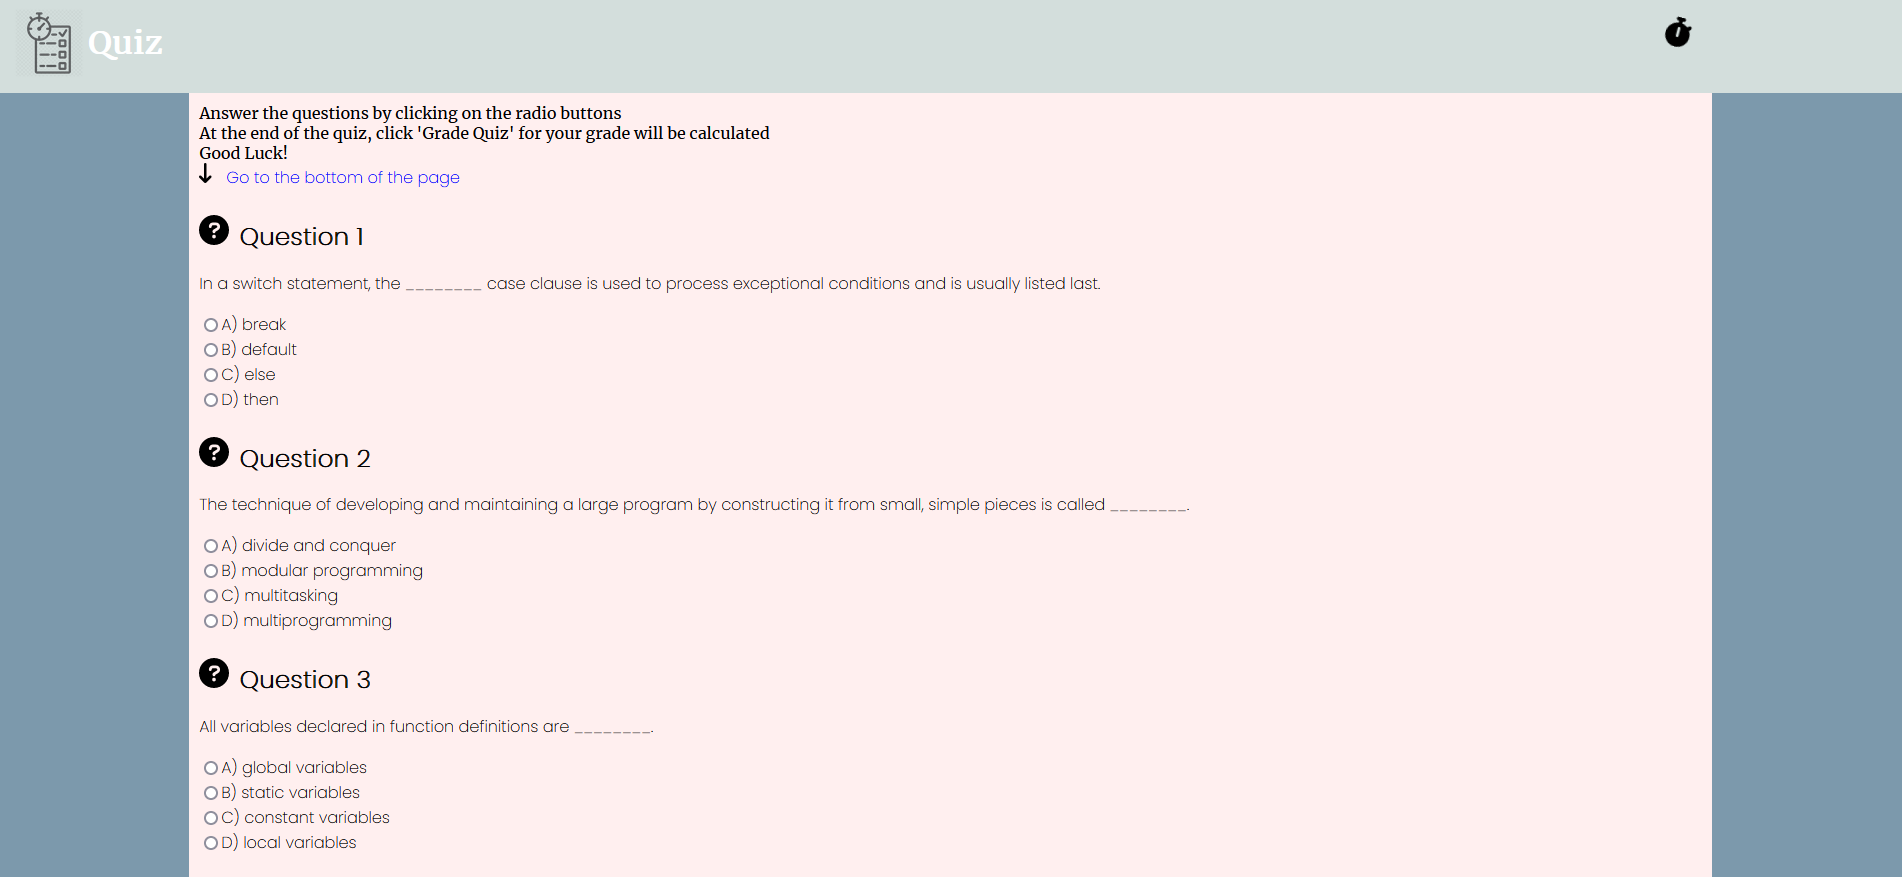 Quiz
Answer the questions by clicking on the radio buttons
At the end of the quiz, click 'Grade Quiz' for your grade will be calculated
Good Luck!
Go to the bottom of the page
Question 1
In a switch statement, the ________ case clause is used to process exceptional conditions and is usually listed last.
A) break
B) default
C) else
D) then
Question 2
The technique of developing and maintaining a large program by constructing it from small, simple pieces is called ________.
A) divide and conquer
B) modular programming
C) multitasking
D) multiprogramming
Question 3
All variables declared in function definitions are ________.
A) global variables
B) static variables
C) constant variables
D) local variables